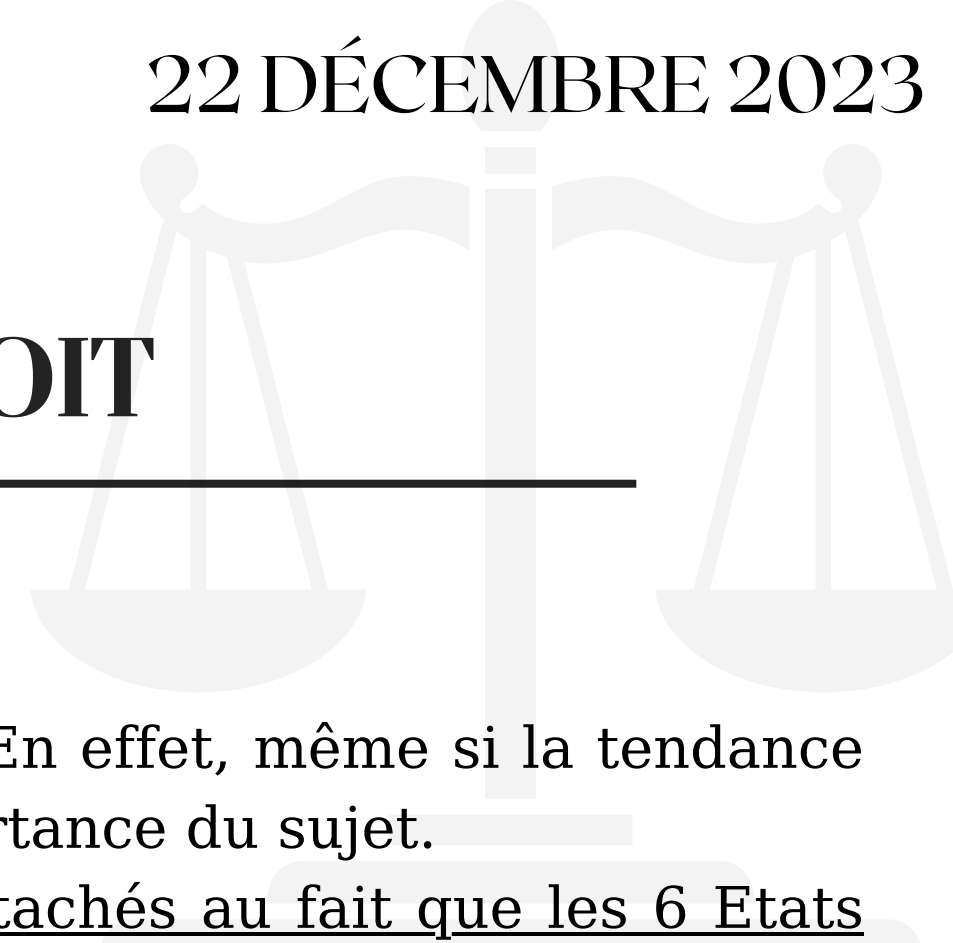 22 DÉCEMBRE 2023
OIT
En effet, même si la tendance
rtance du sujet.
tachés au fait que les 6 Etats